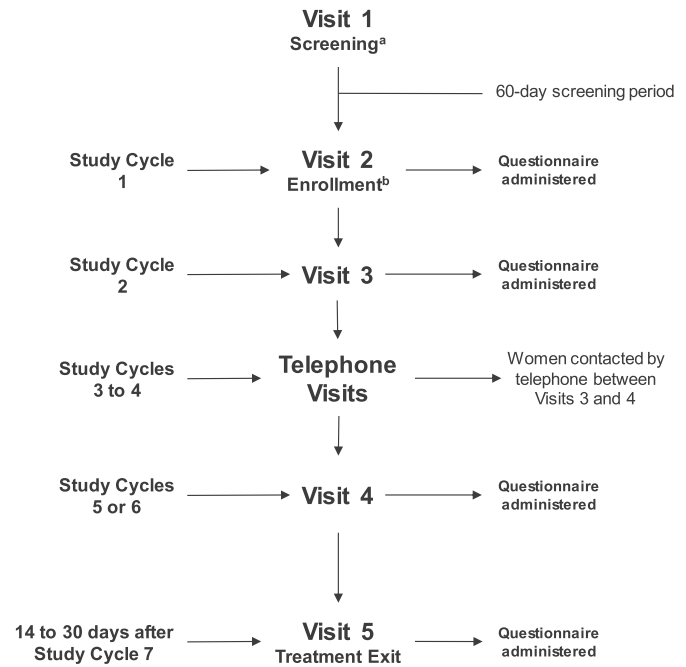 Visit 1
Screeningᵃ
60-day screening period
Study Cycle
1
Visit 2
Enrollmentᵇ
Questionnaire
administered
Study Cycle
2
Visit 3
Questionnaire
administered
Study Cycles
3 to 4
Telephone
Visits
Women contacted by
telephone between
Visits 3 and 4
Study Cycles
5 or 6
Visit 4
Questionnaire
administered
14 to 30 days after
Study Cycle 7
Visit 5
Treatment Exit
Questionnaire
administered